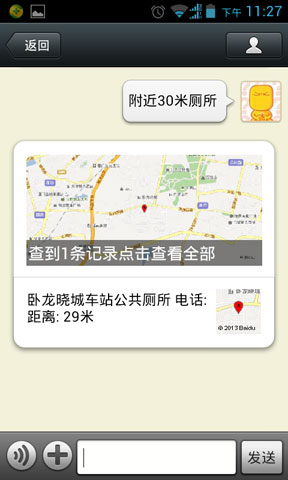 下午 11:27
返回
附近30米厕所
查到1条记录点击查看全部
卧龙晓城车站公共厕所 电话:
距离: 29米
© 2013 Baidu
发送